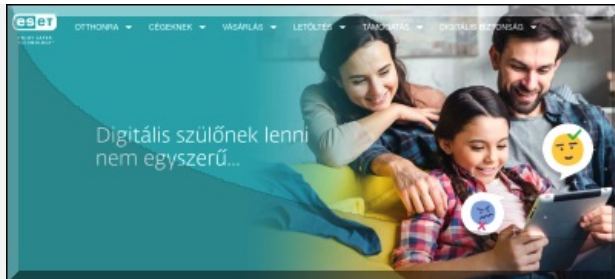 eset
OTTHONRA CÉGEKNEK VÁSÁRLÁS LETÖLTÉS TÁMOGATÁS DIGITÁLIS BIZTONSÁG
Digitális szülőnek lenni
nem egyszerű...